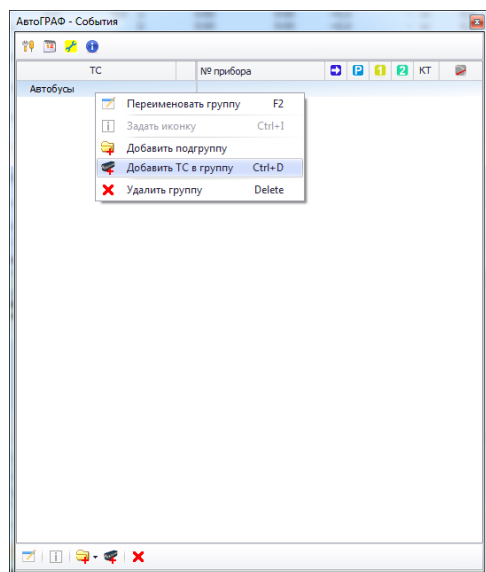 АвтоГРАФ - События
12
ТС № прибора P 1 2 КТ
Автобусы
Переименовать группу F2
Задать иконку Ctrl+I
Добавить подгруппу
Добавить ТС в группу Ctrl+D
Удалить группу Delete